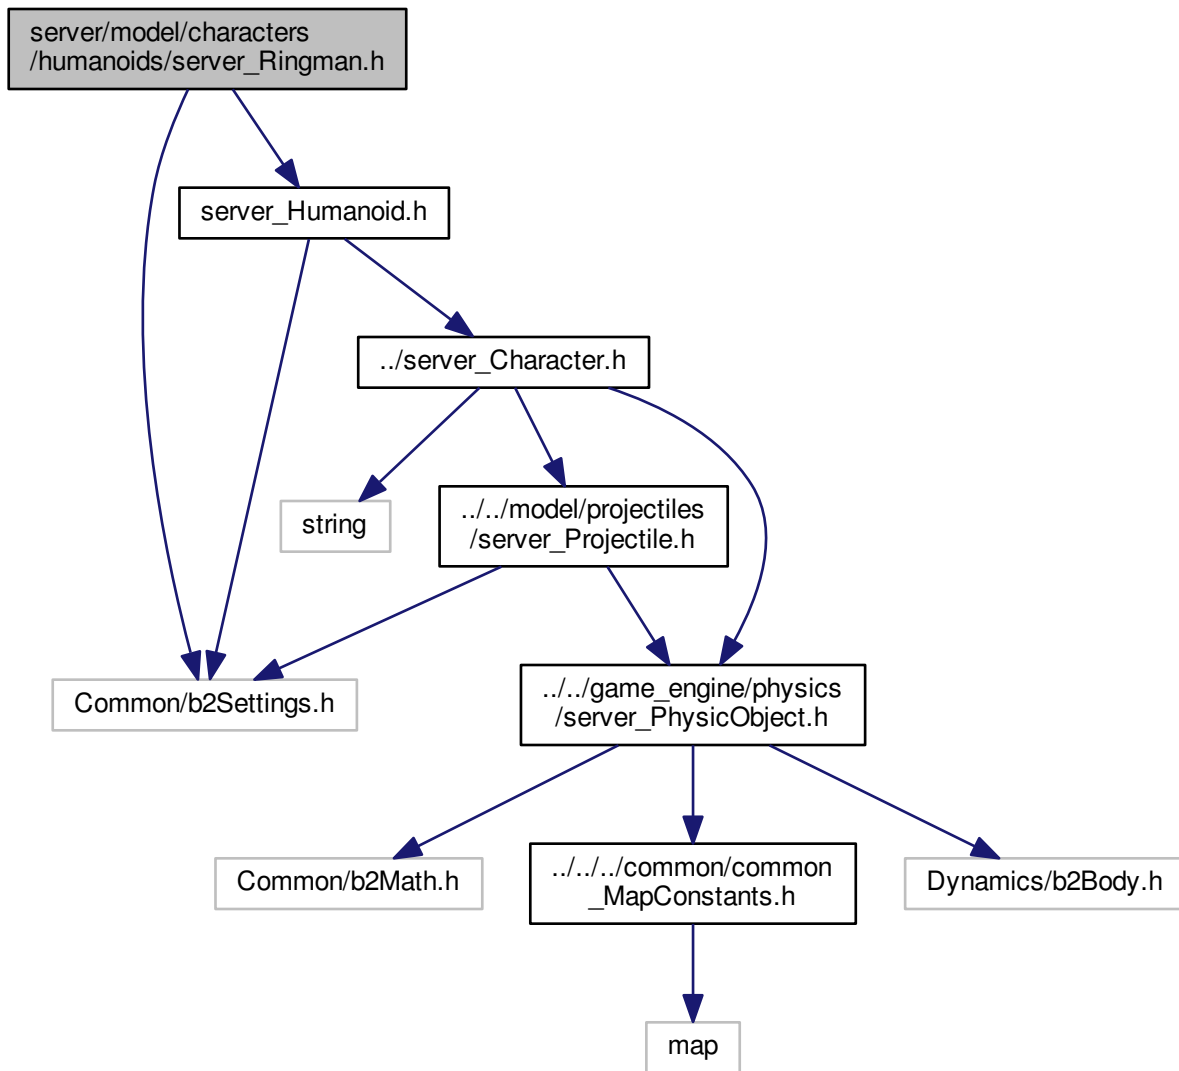 server/model/characters
/humanoids/server_Ringman.h
server_Humanoid.h
../server_Character.h
string
../../model/projectiles
/server_Projectile.h
Common/b2Settings.h
../../game_engine/physics
/server_PhysicObject.h
Common/b2Math.h
../../../common/common
_MapConstants.h
Dynamics/b2Body.h
map